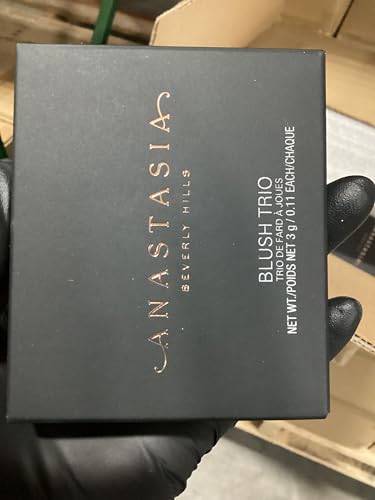 ANASTASIA
BEVERLY HILLS
BLUSH TRIO
TRIO DE FARD À JOUES
NET WT./POIDS NET 3 g / 0.11 EACH/CHAQUE